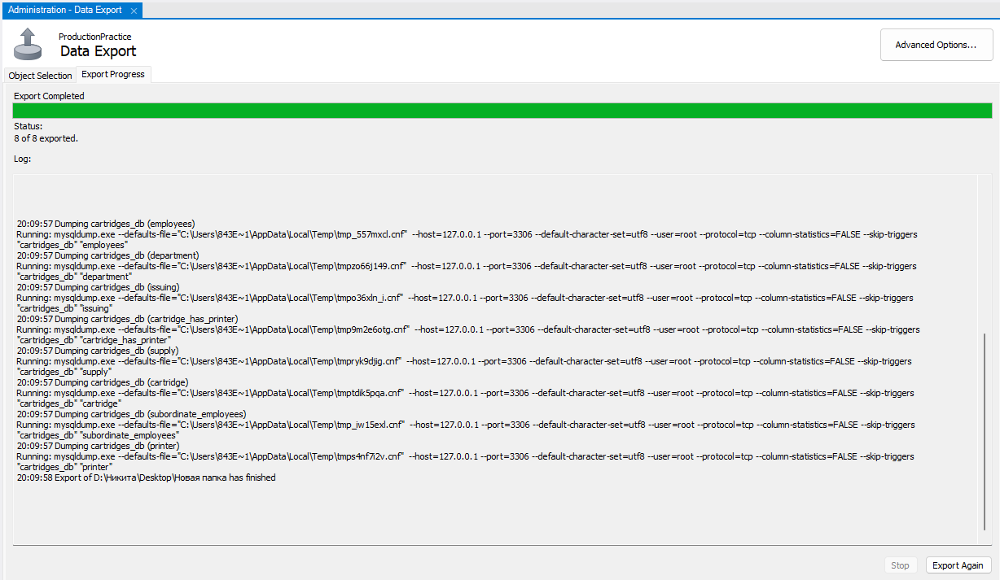 Administration - Data Export
ProductionPractice
Data Export
Advanced Options...
Object Selection
Export Progress
Export Completed
Status:
8 of 8 exported.
Log:
20:09:57 Dumping cartridges_db (employees)
Running: mysqldump.exe --defaults-file="C:\Users\843E~1\AppData\Local\Temp\tmp_557mxcl.cnf"  --host=127.0.0.1 --port=3306 --default-character-set=utf8 --user=root --protocol=tcp --column-statistics=FALSE --skip-triggers
"cartridges_db" "employees"
20:09:57 Dumping cartridges_db (department)
Running: mysqldump.exe --defaults-file="C:\Users\843E~1\AppData\Local\Temp\tmpzo66j149.cnf"  --host=127.0.0.1 --port=3306 --default-character-set=utf8 --user=root --protocol=tcp --column-statistics=FALSE --skip-triggers
"cartridges_db" "department"
20:09:57 Dumping cartridges_db (issuing)
Running: mysqldump.exe --defaults-file="C:\Users\843E~1\AppData\Local\Temp\tmpo36xln_i.cnf"  --host=127.0.0.1 --port=3306 --default-character-set=utf8 --user=root --protocol=tcp --column-statistics=FALSE --skip-triggers
"cartridges_db" "issuing"
20:09:57 Dumping cartridges_db (cartridge_has_printer)
Running: mysqldump.exe --defaults-file="C:\Users\843E~1\AppData\Local\Temp\tmp9m2e6otg.cnf"  --host=127.0.0.1 --port=3306 --default-character-set=utf8 --user=root --protocol=tcp --column-statistics=FALSE --skip-triggers
"cartridges_db" "cartridge_has_printer"
20:09:57 Dumping cartridges_db (supply)
Running: mysqldump.exe --defaults-file="C:\Users\843E~1\AppData\Local\Temp\tmpryk9djig.cnf"  --host=127.0.0.1 --port=3306 --default-character-set=utf8 --user=root --protocol=tcp --column-statistics=FALSE --skip-triggers
"cartridges_db" "supply"
20:09:57 Dumping cartridges_db (cartridge)
Running: mysqldump.exe --defaults-file="C:\Users\843E~1\AppData\Local\Temp\tmptdik5pqa.cnf"  --host=127.0.0.1 --port=3306 --default-character-set=utf8 --user=root --protocol=tcp --column-statistics=FALSE --skip-triggers
"cartridges_db" "cartridge"
20:09:57 Dumping cartridges_db (subordinate_employees)
Running: mysqldump.exe --defaults-file="C:\Users\843E~1\AppData\Local\Temp\tmp_iw15exl.cnf"  --host=127.0.0.1 --port=3306 --default-character-set=utf8 --user=root --protocol=tcp --column-statistics=FALSE --skip-triggers
"cartridges_db" "subordinate_employees"
20:09:57 Dumping cartridges_db (printer)
Running: mysqldump.exe --defaults-file="C:\Users\843E~1\AppData\Local\Temp\tmps4nf7i2v.cnf"  --host=127.0.0.1 --port=3306 --default-character-set=utf8 --user=root --protocol=tcp --column-statistics=FALSE --skip-triggers
"cartridges_db" "printer"
20:09:58 Export of D:\Никита\Desktop\Новая папка has finished
Stop
Export Again